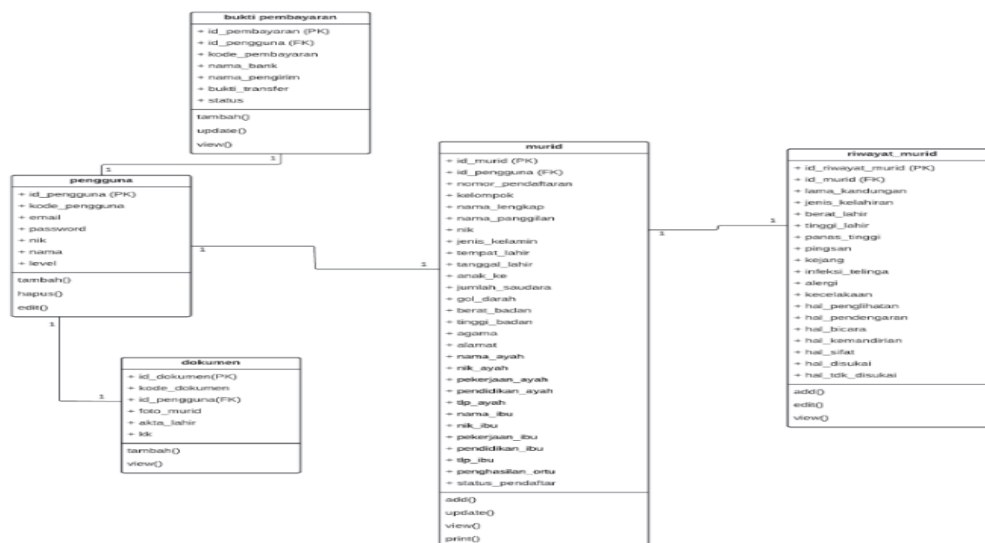 bukti pembayaran
+ id_pembayaran (PK)
+ id_pengguna (FK)
+ kode_pembayaran
+ nama_bank
+ nama_pengirim
+ bukti_transfer
+ status
tambah()
update()
view()
1
1
pengguna
+ id_pengguna (PK)
+ kode_pengguna
+ email
+ password
+ nik
+ nama
+ level
tambah()
hapus()
edit()
1
1
1
1
dokumen
+ id_dokumen(PK)
+ kode_dokumen
+ id_pengguna(FK)
+ foto_murid
+ akta_lahir
+ kk
tambah()
view()
murid
+ id_murid (PK)
+ id_pengguna (FK)
+ nomor_pendaftaran
+ kelompok
+ nama_lengkap
+ nama_panggilan
+ nik
+ jenis_kelamin
+ tempat_lahir
+ tanggal_lahir
+ anak_ke
+ jumlah_saudara
+ gol_darah
+ berat_badan
+ tinggi_badan
+ agama
+ alamat
+ nama_ayah
+ nik_ayah
+ pekerjaan_ayah
+ pendidikan_ayah
+ tlp_ayah
+ nama_ibu
+ nik_ibu
+ pekerjaan_ibu
+ pendidikan_ibu
+ tlp_ibu
+ penghasilan_ortu
+ status_pendaftar
add()
update()
view()
print()
1
1
riwayat_murid
+ id_riwayat_murid (PK)
+ id_murid (FK)
+ lama_kandungan
+ jenis_kelahiran
+ berat_lahir
+ tinggi_lahir
+ panas_tinggi
+ pingsan
+ kejang
+ infeksi_telinga
+ alergi
+ kecelakaan
+ hal_penglihatan
+ hal_pendengaran
+ hal_bicara
+ hal_kemandirian
+ hal_sifat
+ hal_disukai
+ hal_tdk_disukai
add()
edit()
view()